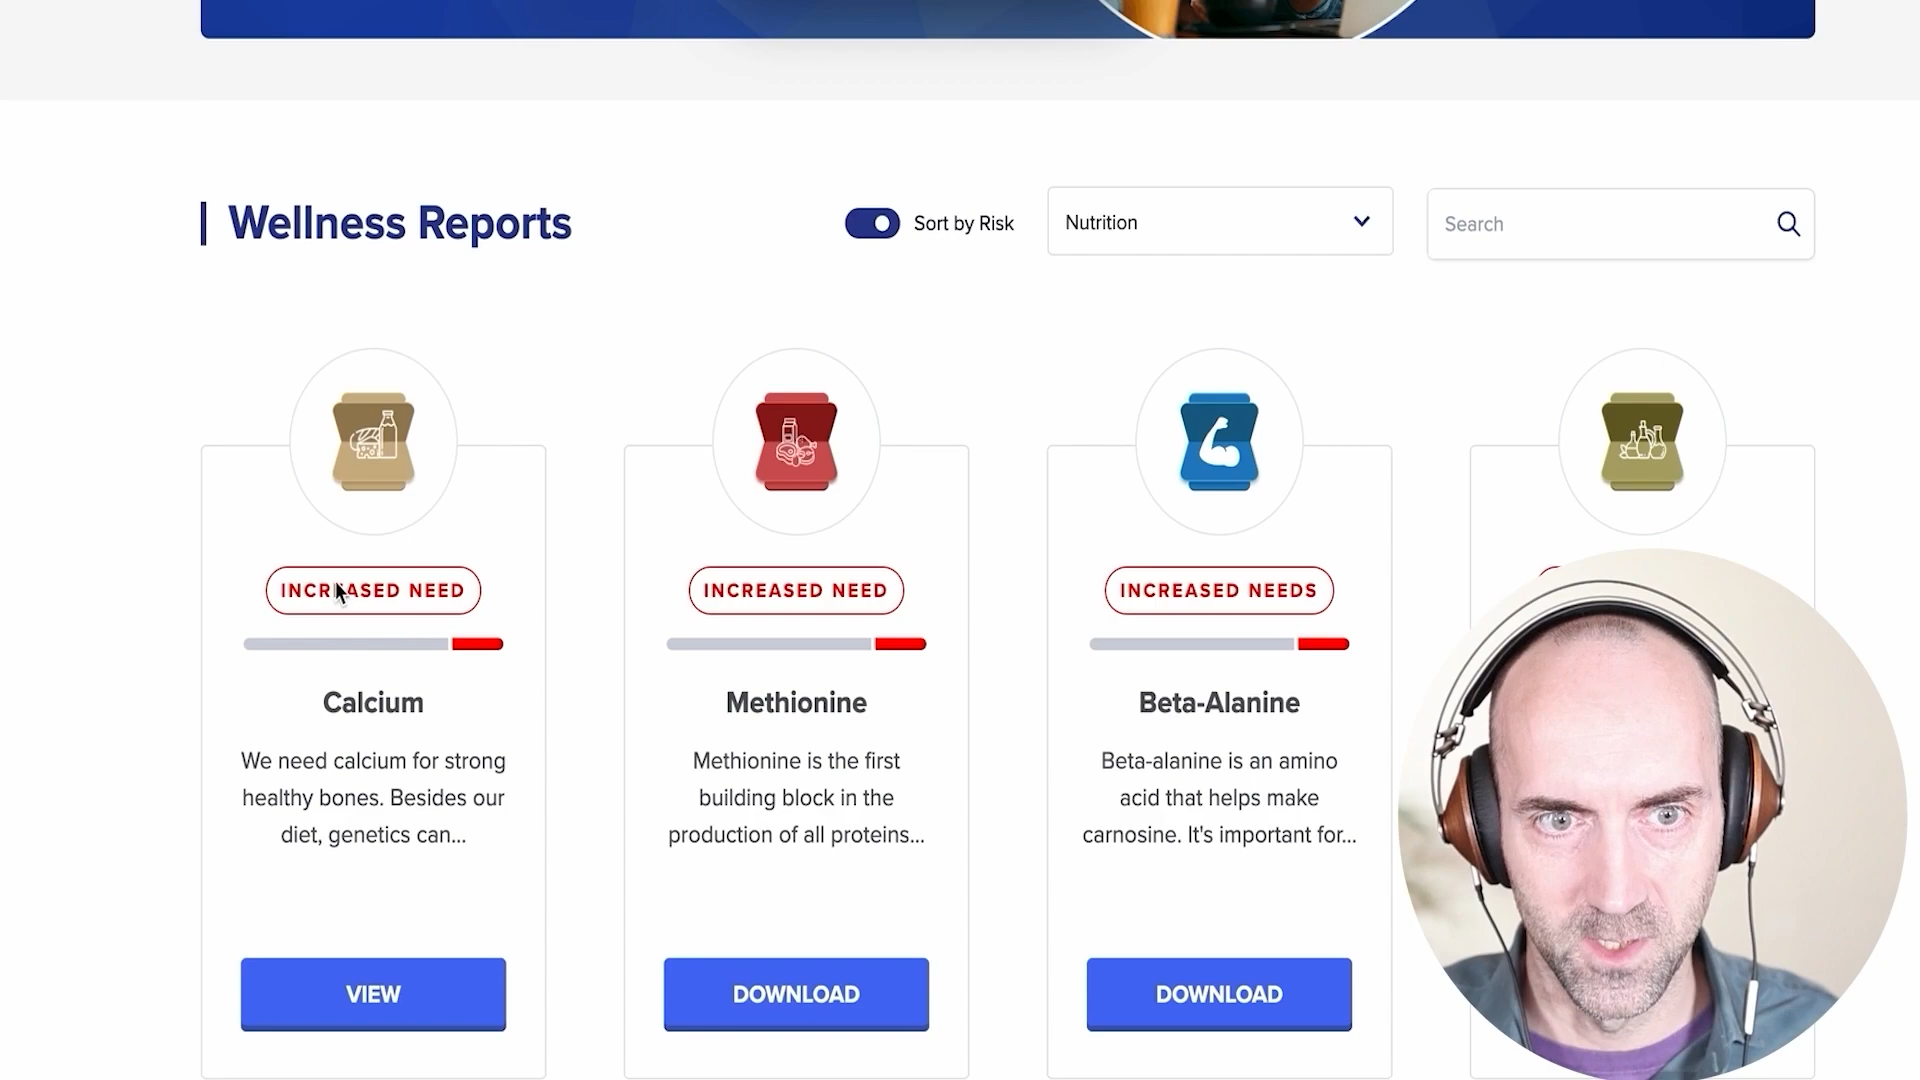 Wellness Reports
Sort by Risk
Nutrition
Search
INCREASED NEED
Calcium
We need calcium for strong
healthy bones. Besides our
diet, genetics can...
VIEW
INCREASED NEED
Methionine
Methionine is the first
building block in the
production of all proteins...
DOWNLOAD
INCREASED NEEDS
Beta-Alanine
Beta-alanine is an amino
acid that helps make
carnosine. It's important for...
DOWNLOAD